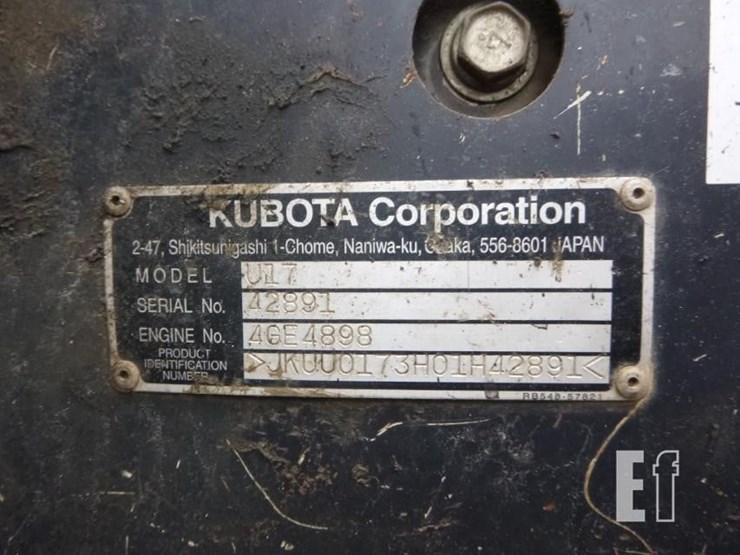 KUBOTA Corporation
2-47, Shikitsuhigashi 1-Chome, Naniwa-ku, Osaka, 556-8601 JAPAN
MODEL U17
SERIAL No. 42891
ENGINE No. 4GE4898
PRODUCT IDENTIFICATION NUMBER >JKUU0173H01H42891<
RB548-57821
Ef